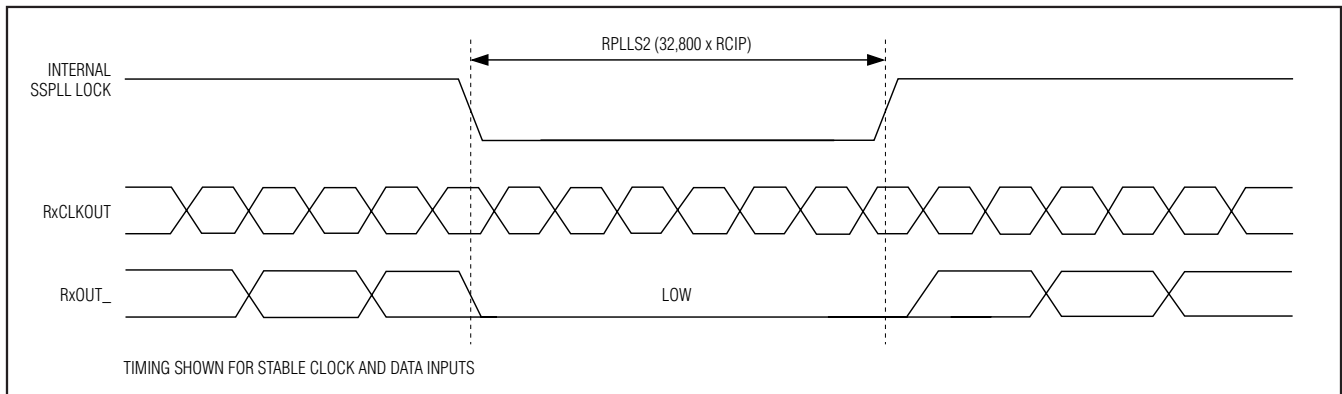 RPLLS2 (32,800 x RCIP)
INTERNAL
SSPLL LOCK
RxCLKOUT
RxOUT_
LOW
TIMING SHOWN FOR STABLE CLOCK AND DATA INPUTS